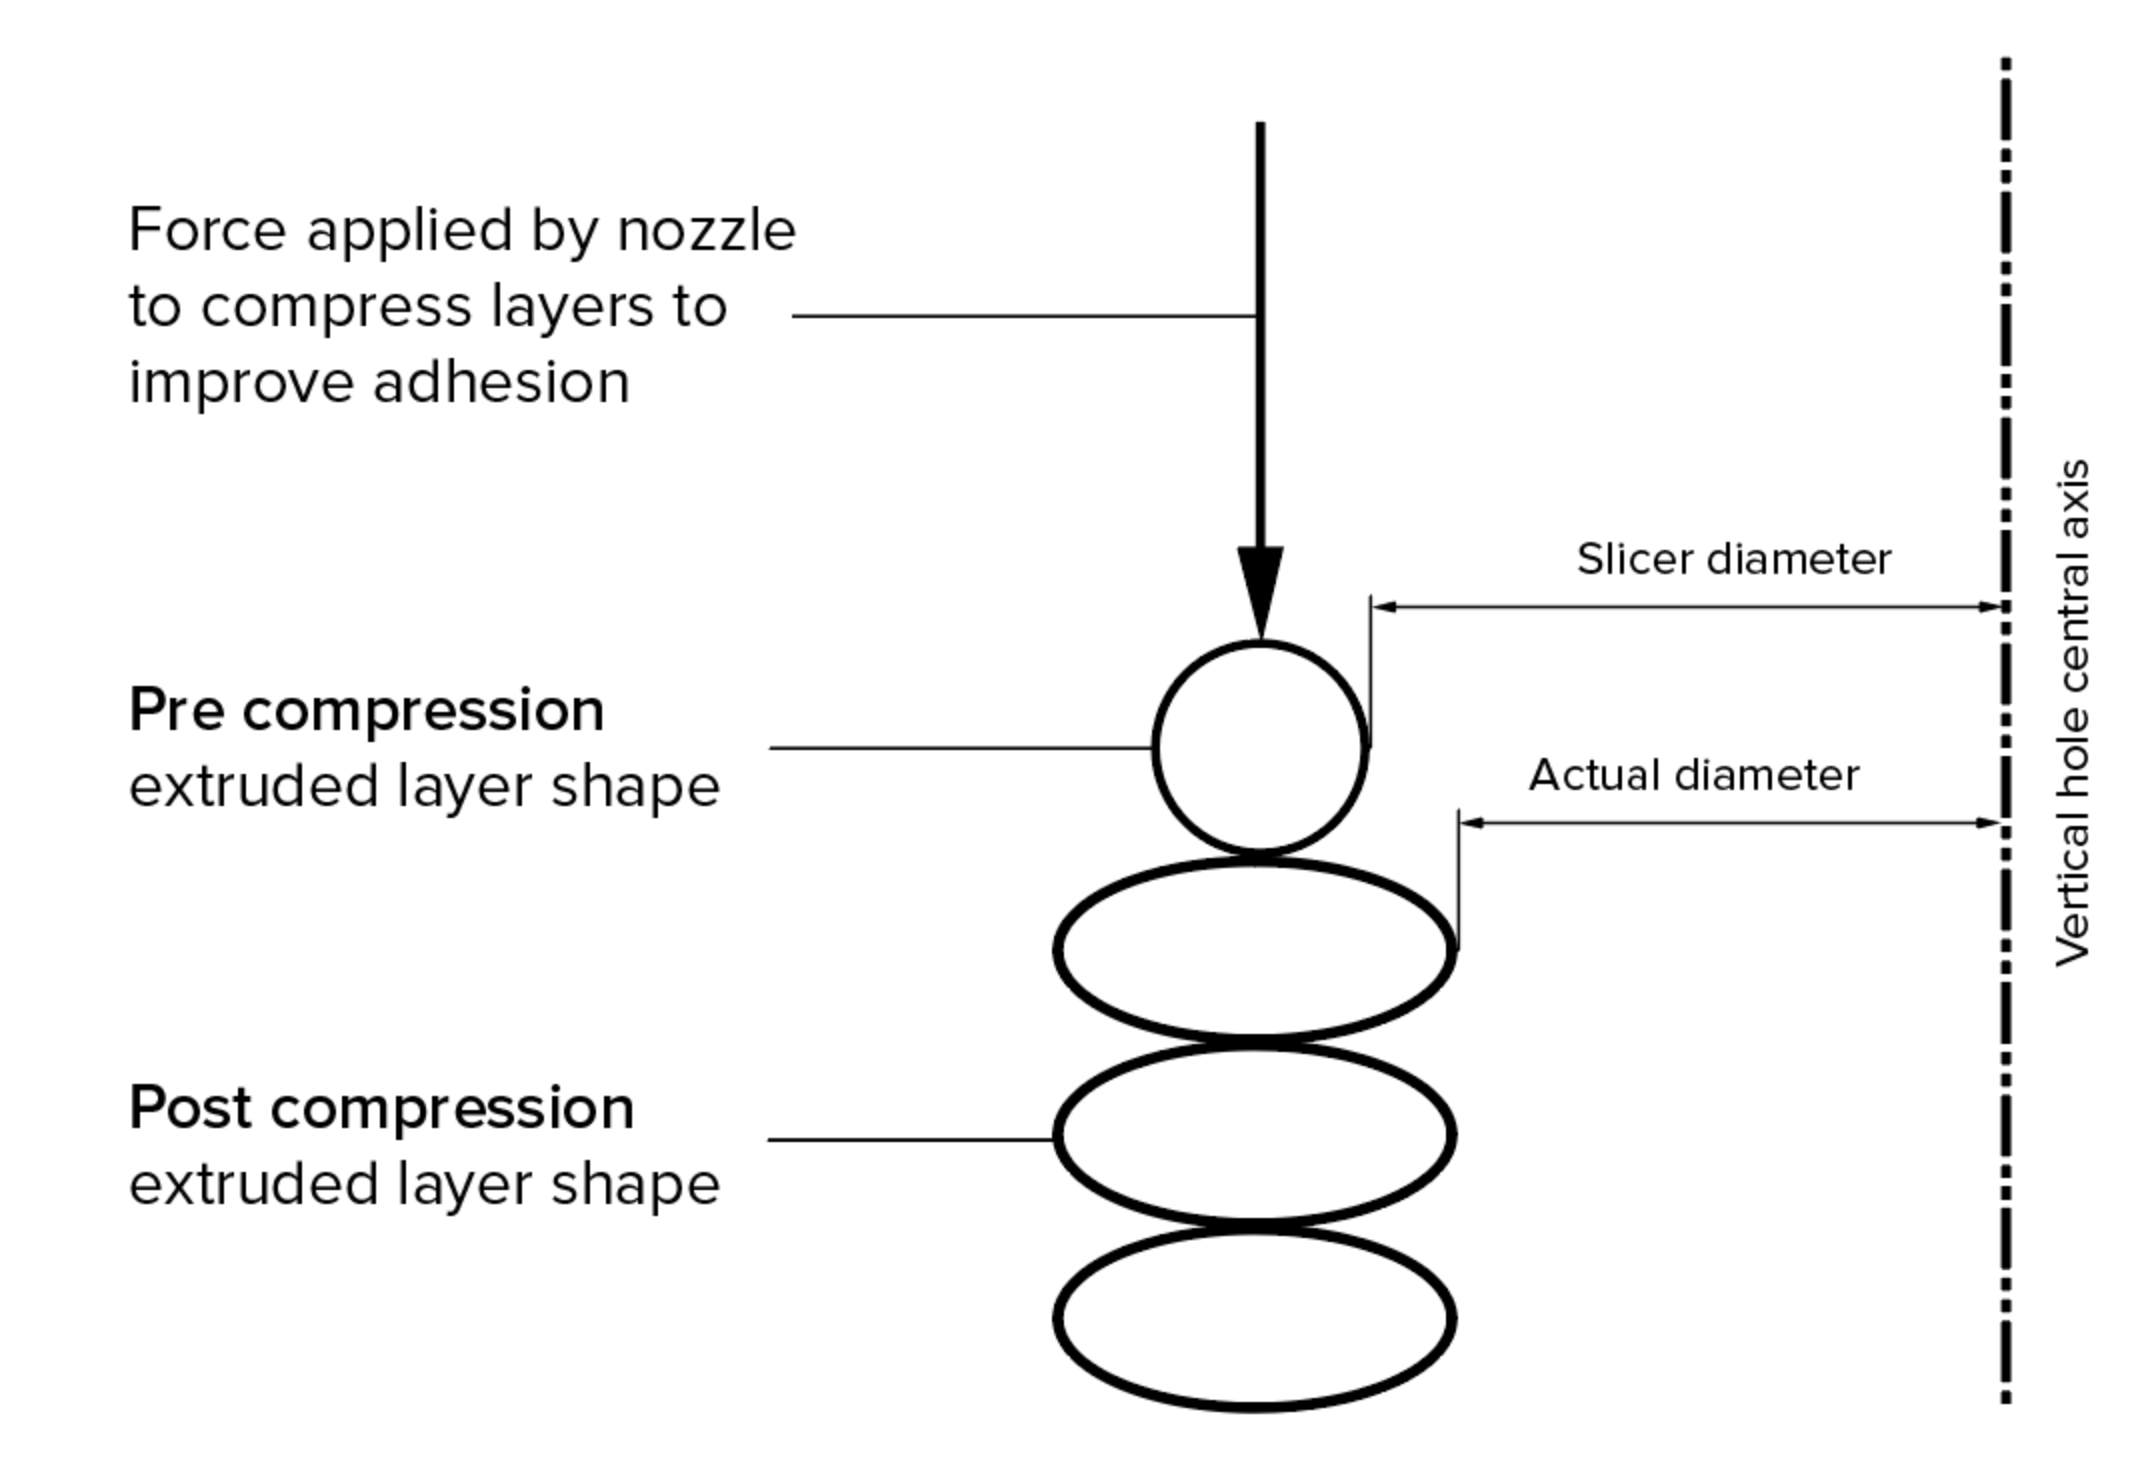 Force applied by nozzle
to compress layers to
improve adhesion
Slicer diameter
Pre compression
extruded layer shape
Actual diameter
Vertical hole central axis
Post compression
extruded layer shape